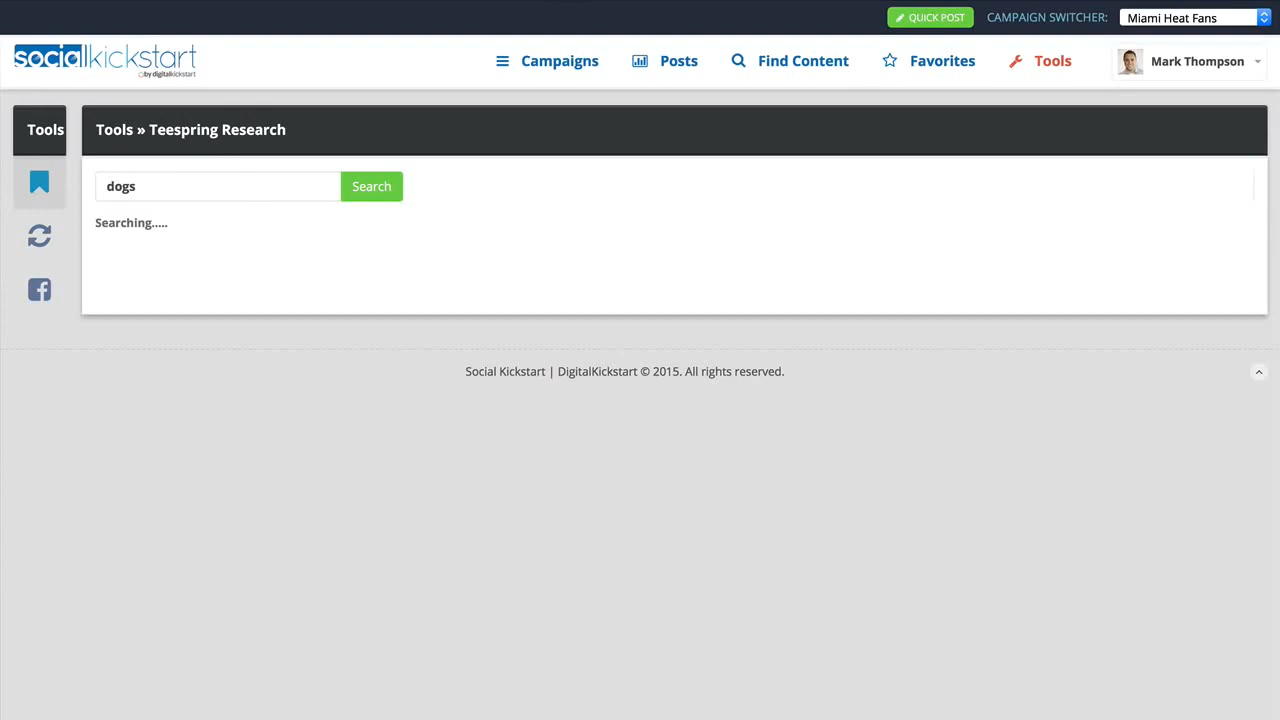 QUICK POST CAMPAIGN SWITCHER: Miami Heat Fans
socialkickstart
by digitalkickstart
Campaigns Posts Find Content Favorites Tools Mark Thompson
Tools
Tools » Teespring Research
dogs Search
Searching.....
Social Kickstart | DigitalKickstart © 2015. All rights reserved.